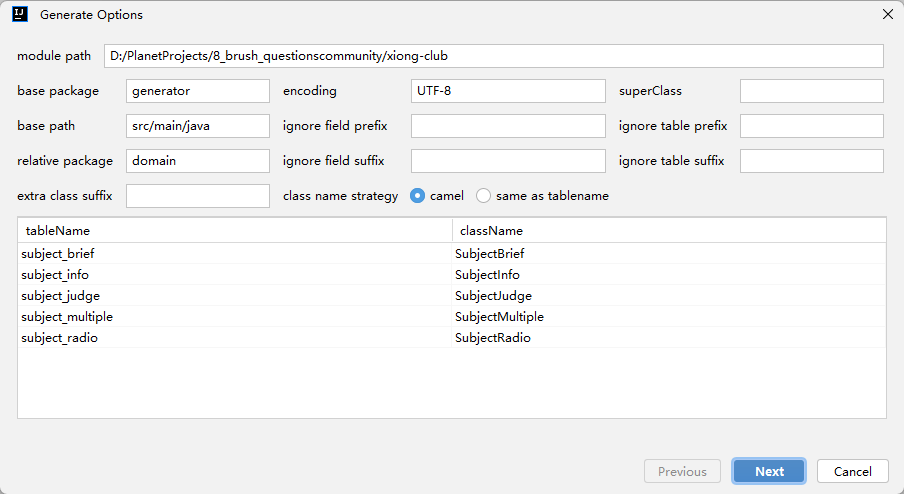 IJ Generate Options
module path D:/PlanetProjects/8_brush_questionscommunity/xiong-club
base package generator encoding UTF-8 superClass
base path src/main/java ignore field prefix ignore table prefix
relative package domain ignore field suffix ignore table suffix
extra class suffix class name strategy camel same as tablename
tableName className
subject_brief SubjectBrief
subject_info SubjectInfo
subject_judge SubjectJudge
subject_multiple SubjectMultiple
subject_radio SubjectRadio
Previous Next Cancel